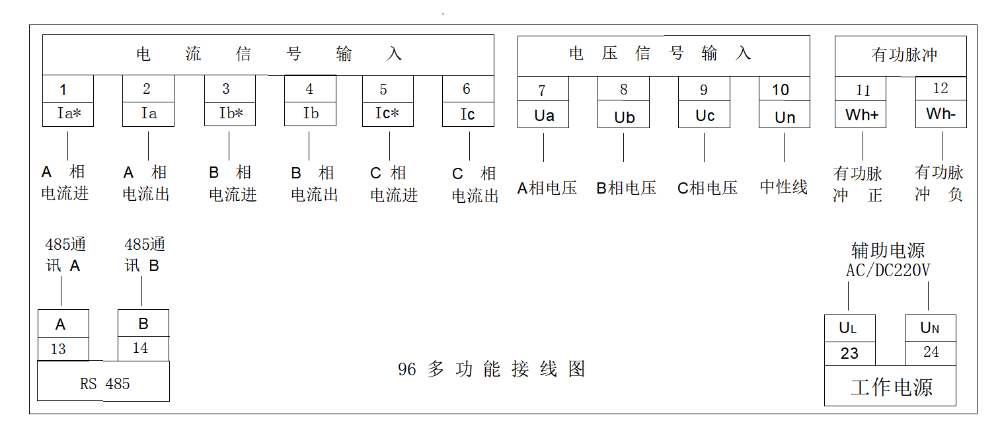 电流信号输入
电压信号输入
有功脉冲
1 2 3 4 5 6 7 8 9 10 11 12
Ia* Ia Ib* Ib Ic* Ic Ua Ub Uc Un Wh+ Wh-
A 相
电流进
A 相
电流出
B 相
电流进
B 相
电流出
C 相
电流进
C 相
电流出
A相电压
B相电压
C相电压
中性线
有功脉
冲 正
有功脉
冲 负
485通
讯 A
485通
讯 B
辅助电源
AC/DC220V
A B
13 14
RS 485
UL UN
23 24
工作电源
96多功能接线图